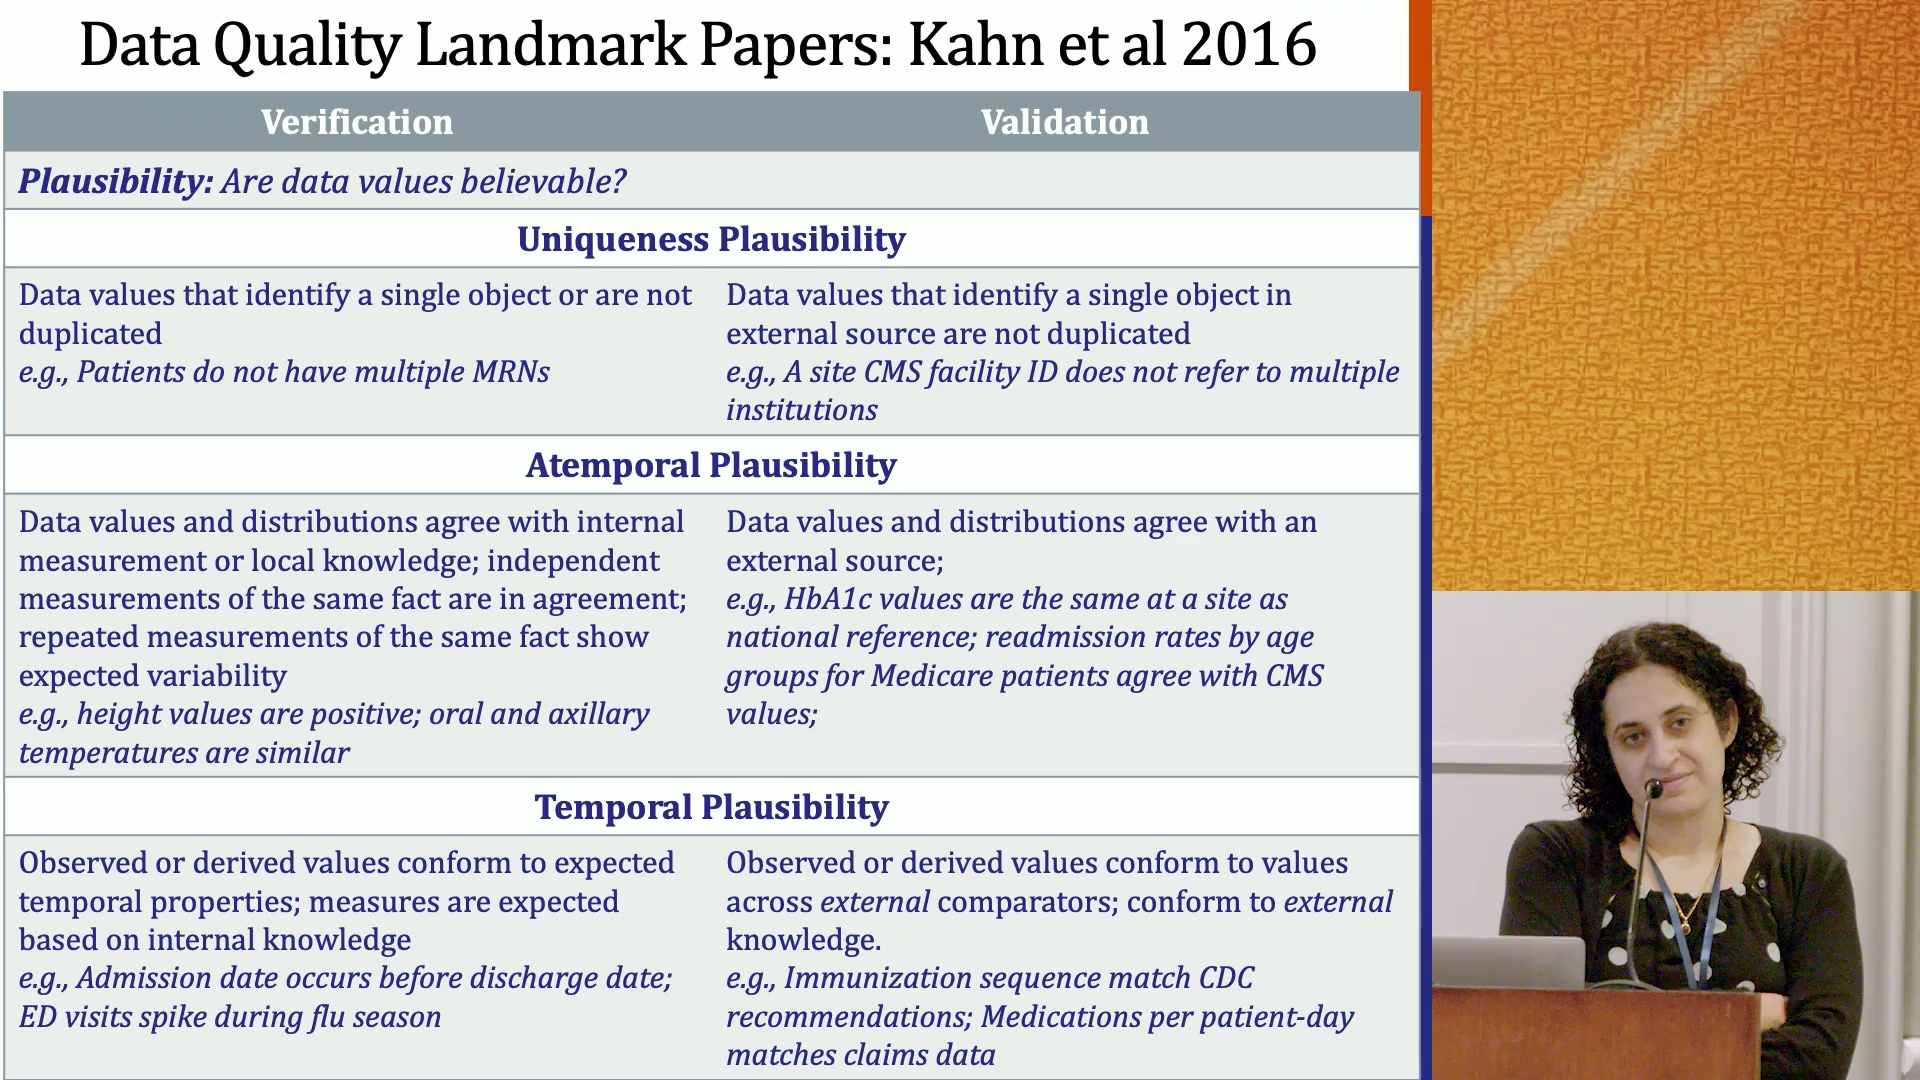 Data Quality Landmark Papers: Kahn et al 2016
Verification
Validation
Plausibility: Are data values believable?
Uniqueness Plausibility
Data values that identify a single object or are not
duplicated
e.g., Patients do not have multiple MRNs
Data values that identify a single object in
external source are not duplicated
e.g., A site CMS facility ID does not refer to multiple
institutions
Atemporal Plausibility
Data values and distributions agree with internal
measurement or local knowledge; independent
measurements of the same fact are in agreement;
repeated measurements of the same fact show
expected variability
e.g., height values are positive; oral and axillary
temperatures are similar
Data values and distributions agree with an
external source;
e.g., HbA1c values are the same at a site as
national reference; readmission rates by age
groups for Medicare patients agree with CMS
values;
Temporal Plausibility
Observed or derived values conform to expected
temporal properties; measures are expected
based on internal knowledge
e.g., Admission date occurs before discharge date;
ED visits spike during flu season
Observed or derived values conform to values
across external comparators; conform to external
knowledge.
e.g., Immunization sequence match CDC
recommendations; Medications per patient-day
matches claims data